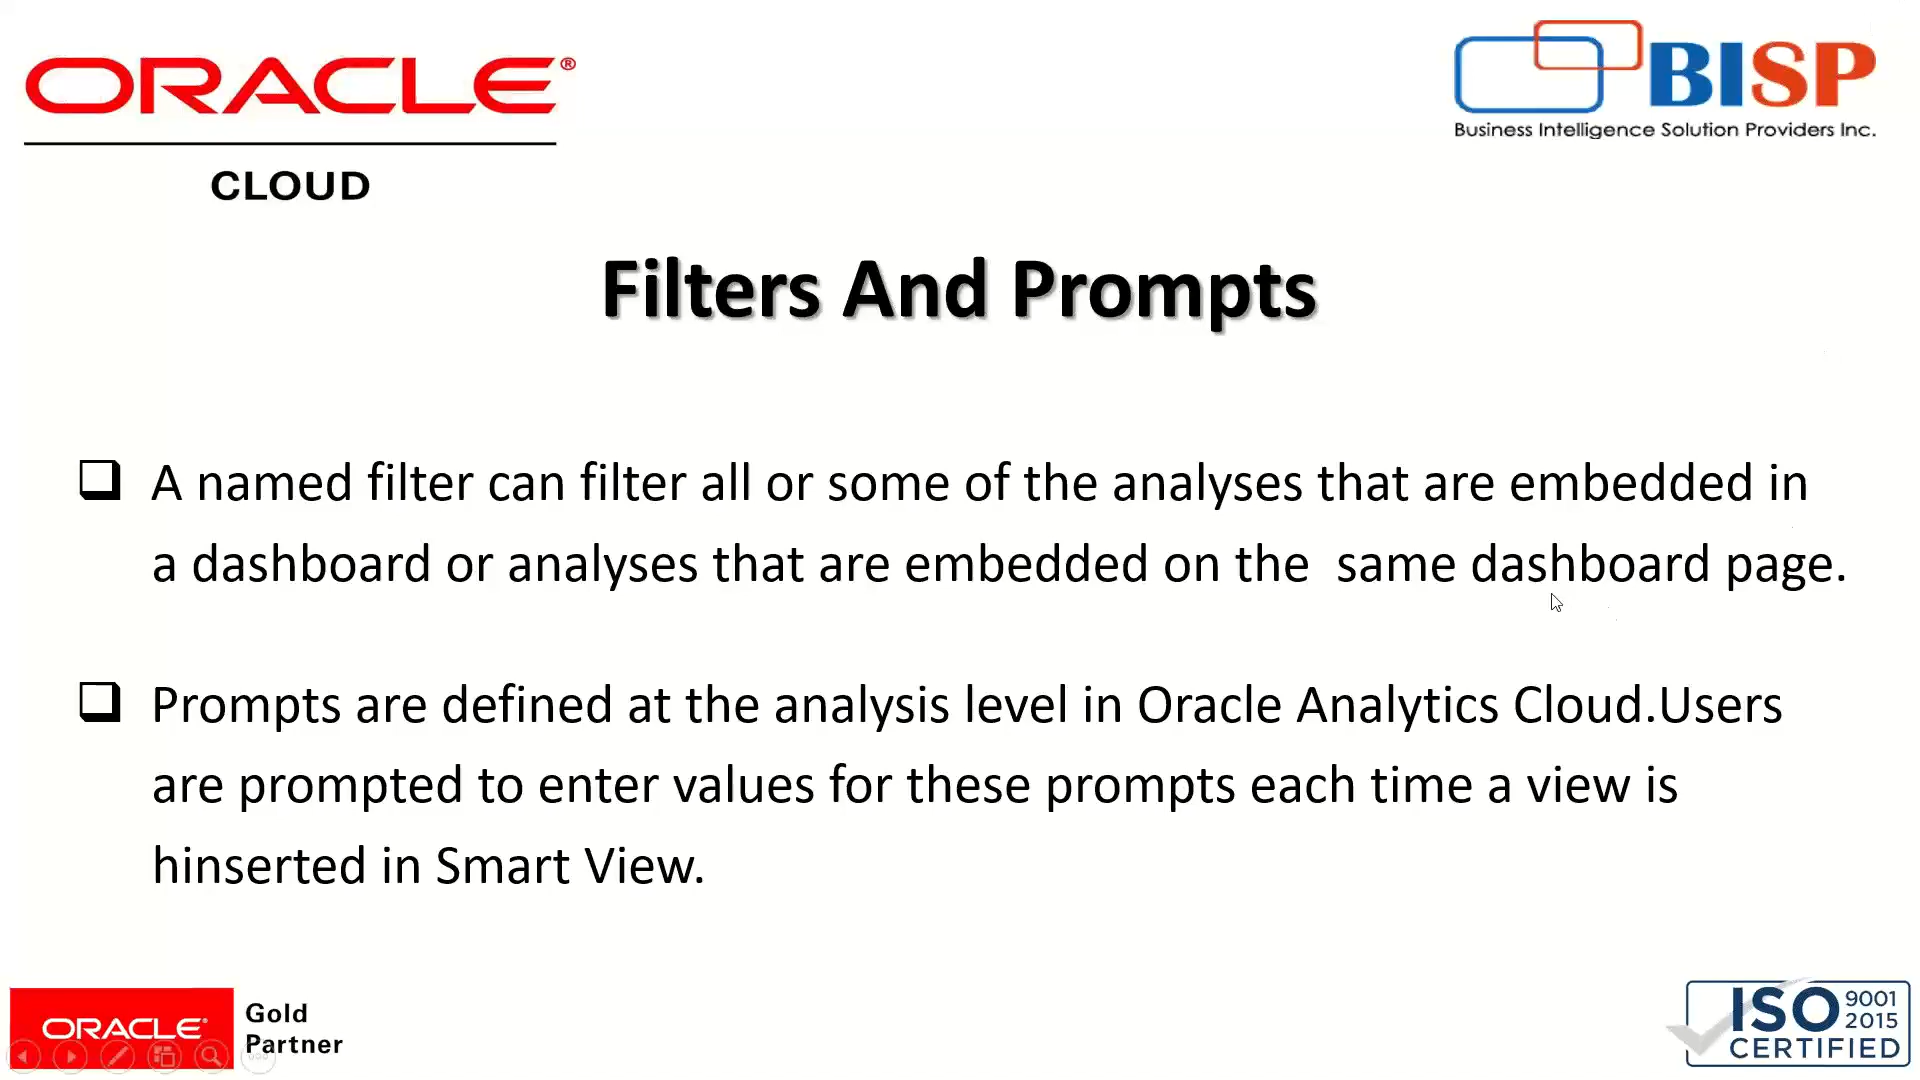 ORACLE®
CLOUD
BISP
Business Intelligence Solution Providers Inc.
Filters And Prompts
A named filter can filter all or some of the analyses that are embedded in
a dashboard or analyses that are embedded on the  same dashboard page.
Prompts are defined at the analysis level in Oracle Analytics Cloud.Users
are prompted to enter values for these prompts each time a view is
hinserted in Smart View.
ORACLE
Gold
Partner
ISO 9001
2015
CERTIFIED